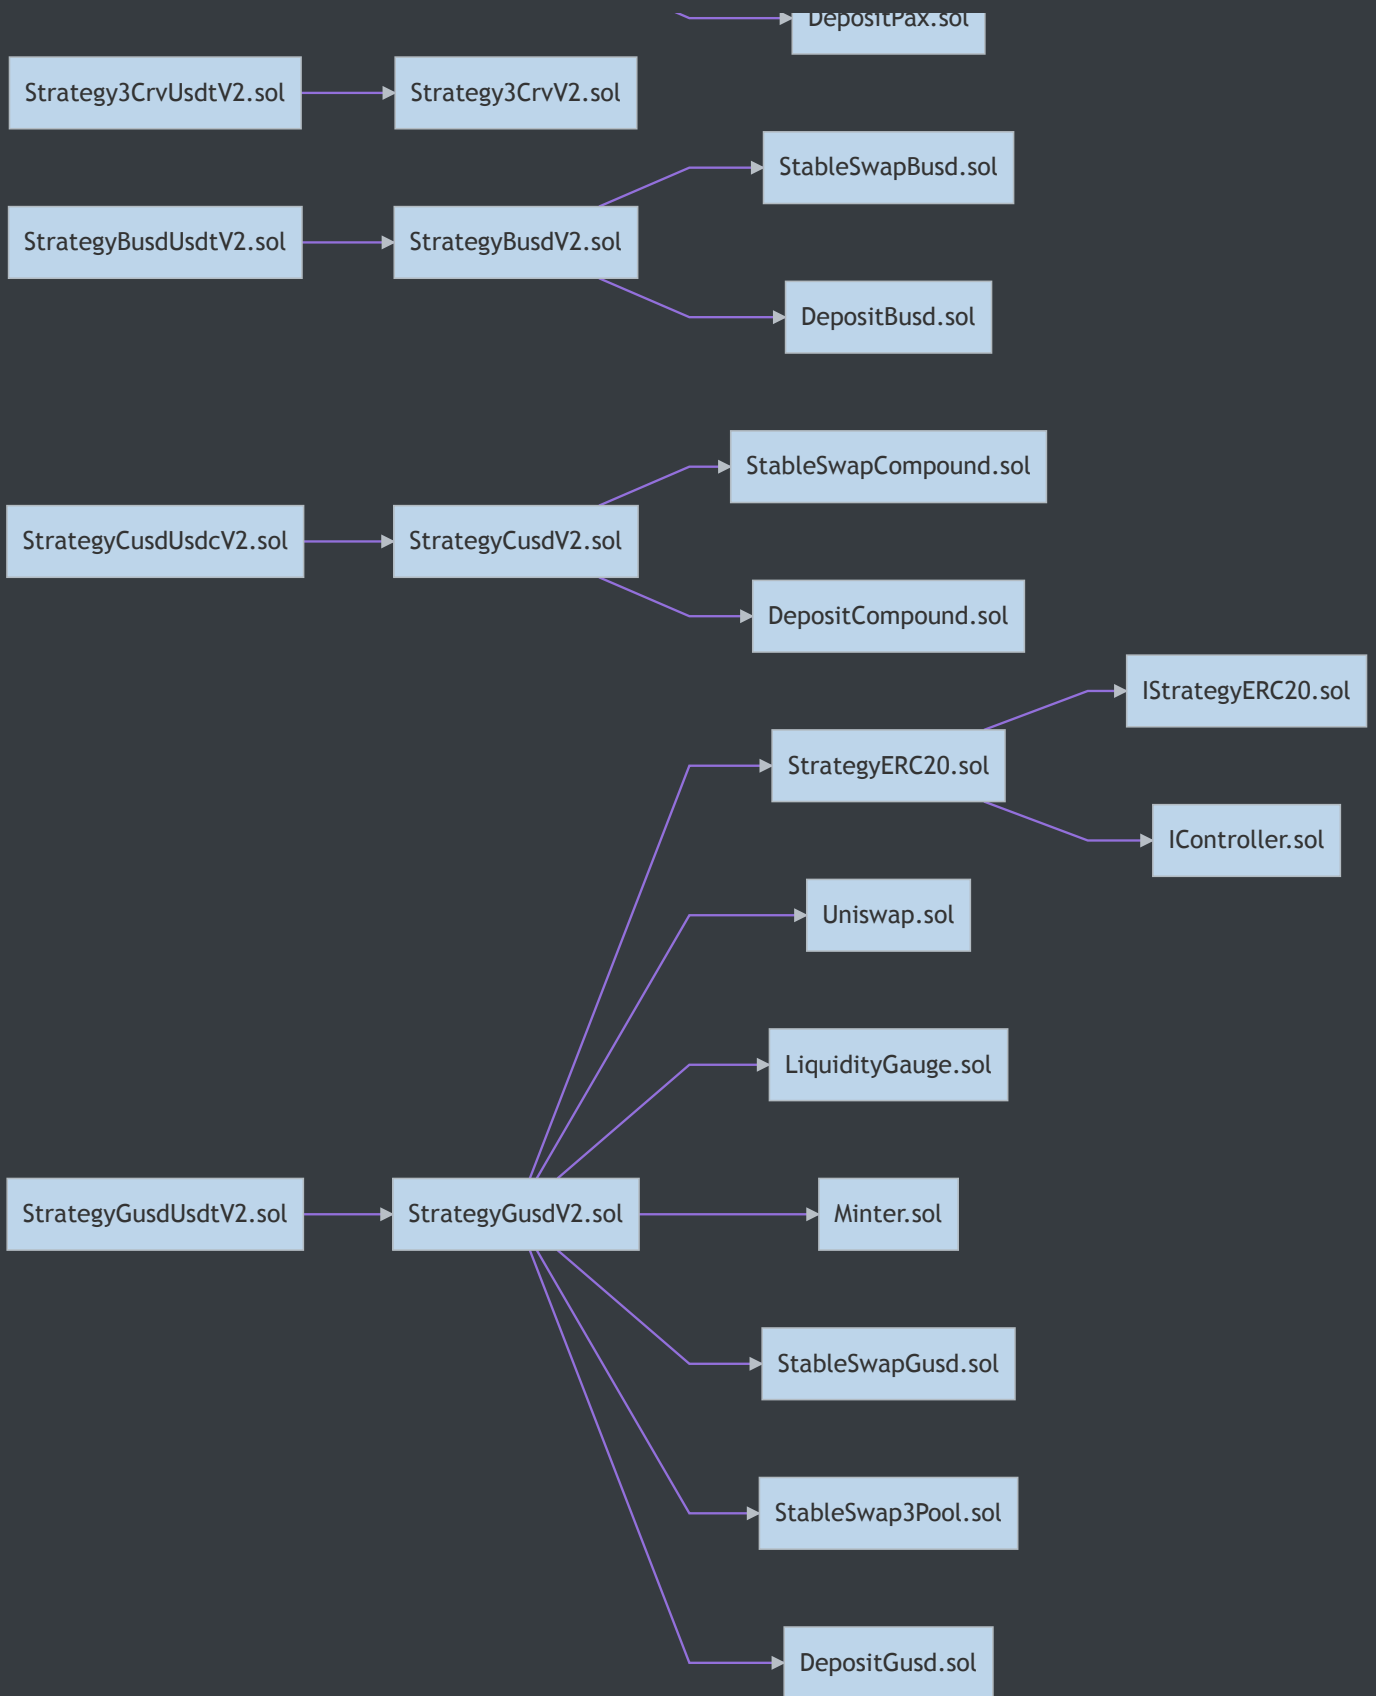 DepositPax.sol
Strategy3CrvUsdtV2.sol
Strategy3CrvV2.sol
StableSwapBusd.sol
StrategyBusdUsdtV2.sol
StrategyBusdV2.sol
DepositBusd.sol
StableSwapCompound.sol
StrategyCusdUsdcV2.sol
StrategyCusdV2.sol
DepositCompound.sol
IStrategyERC20.sol
StrategyERC20.sol
IController.sol
Uniswap.sol
LiquidityGauge.sol
StrategyGusdUsdtV2.sol
StrategyGusdV2.sol
Minter.sol
StableSwapGusd.sol
StableSwap3Pool.sol
DepositGusd.sol